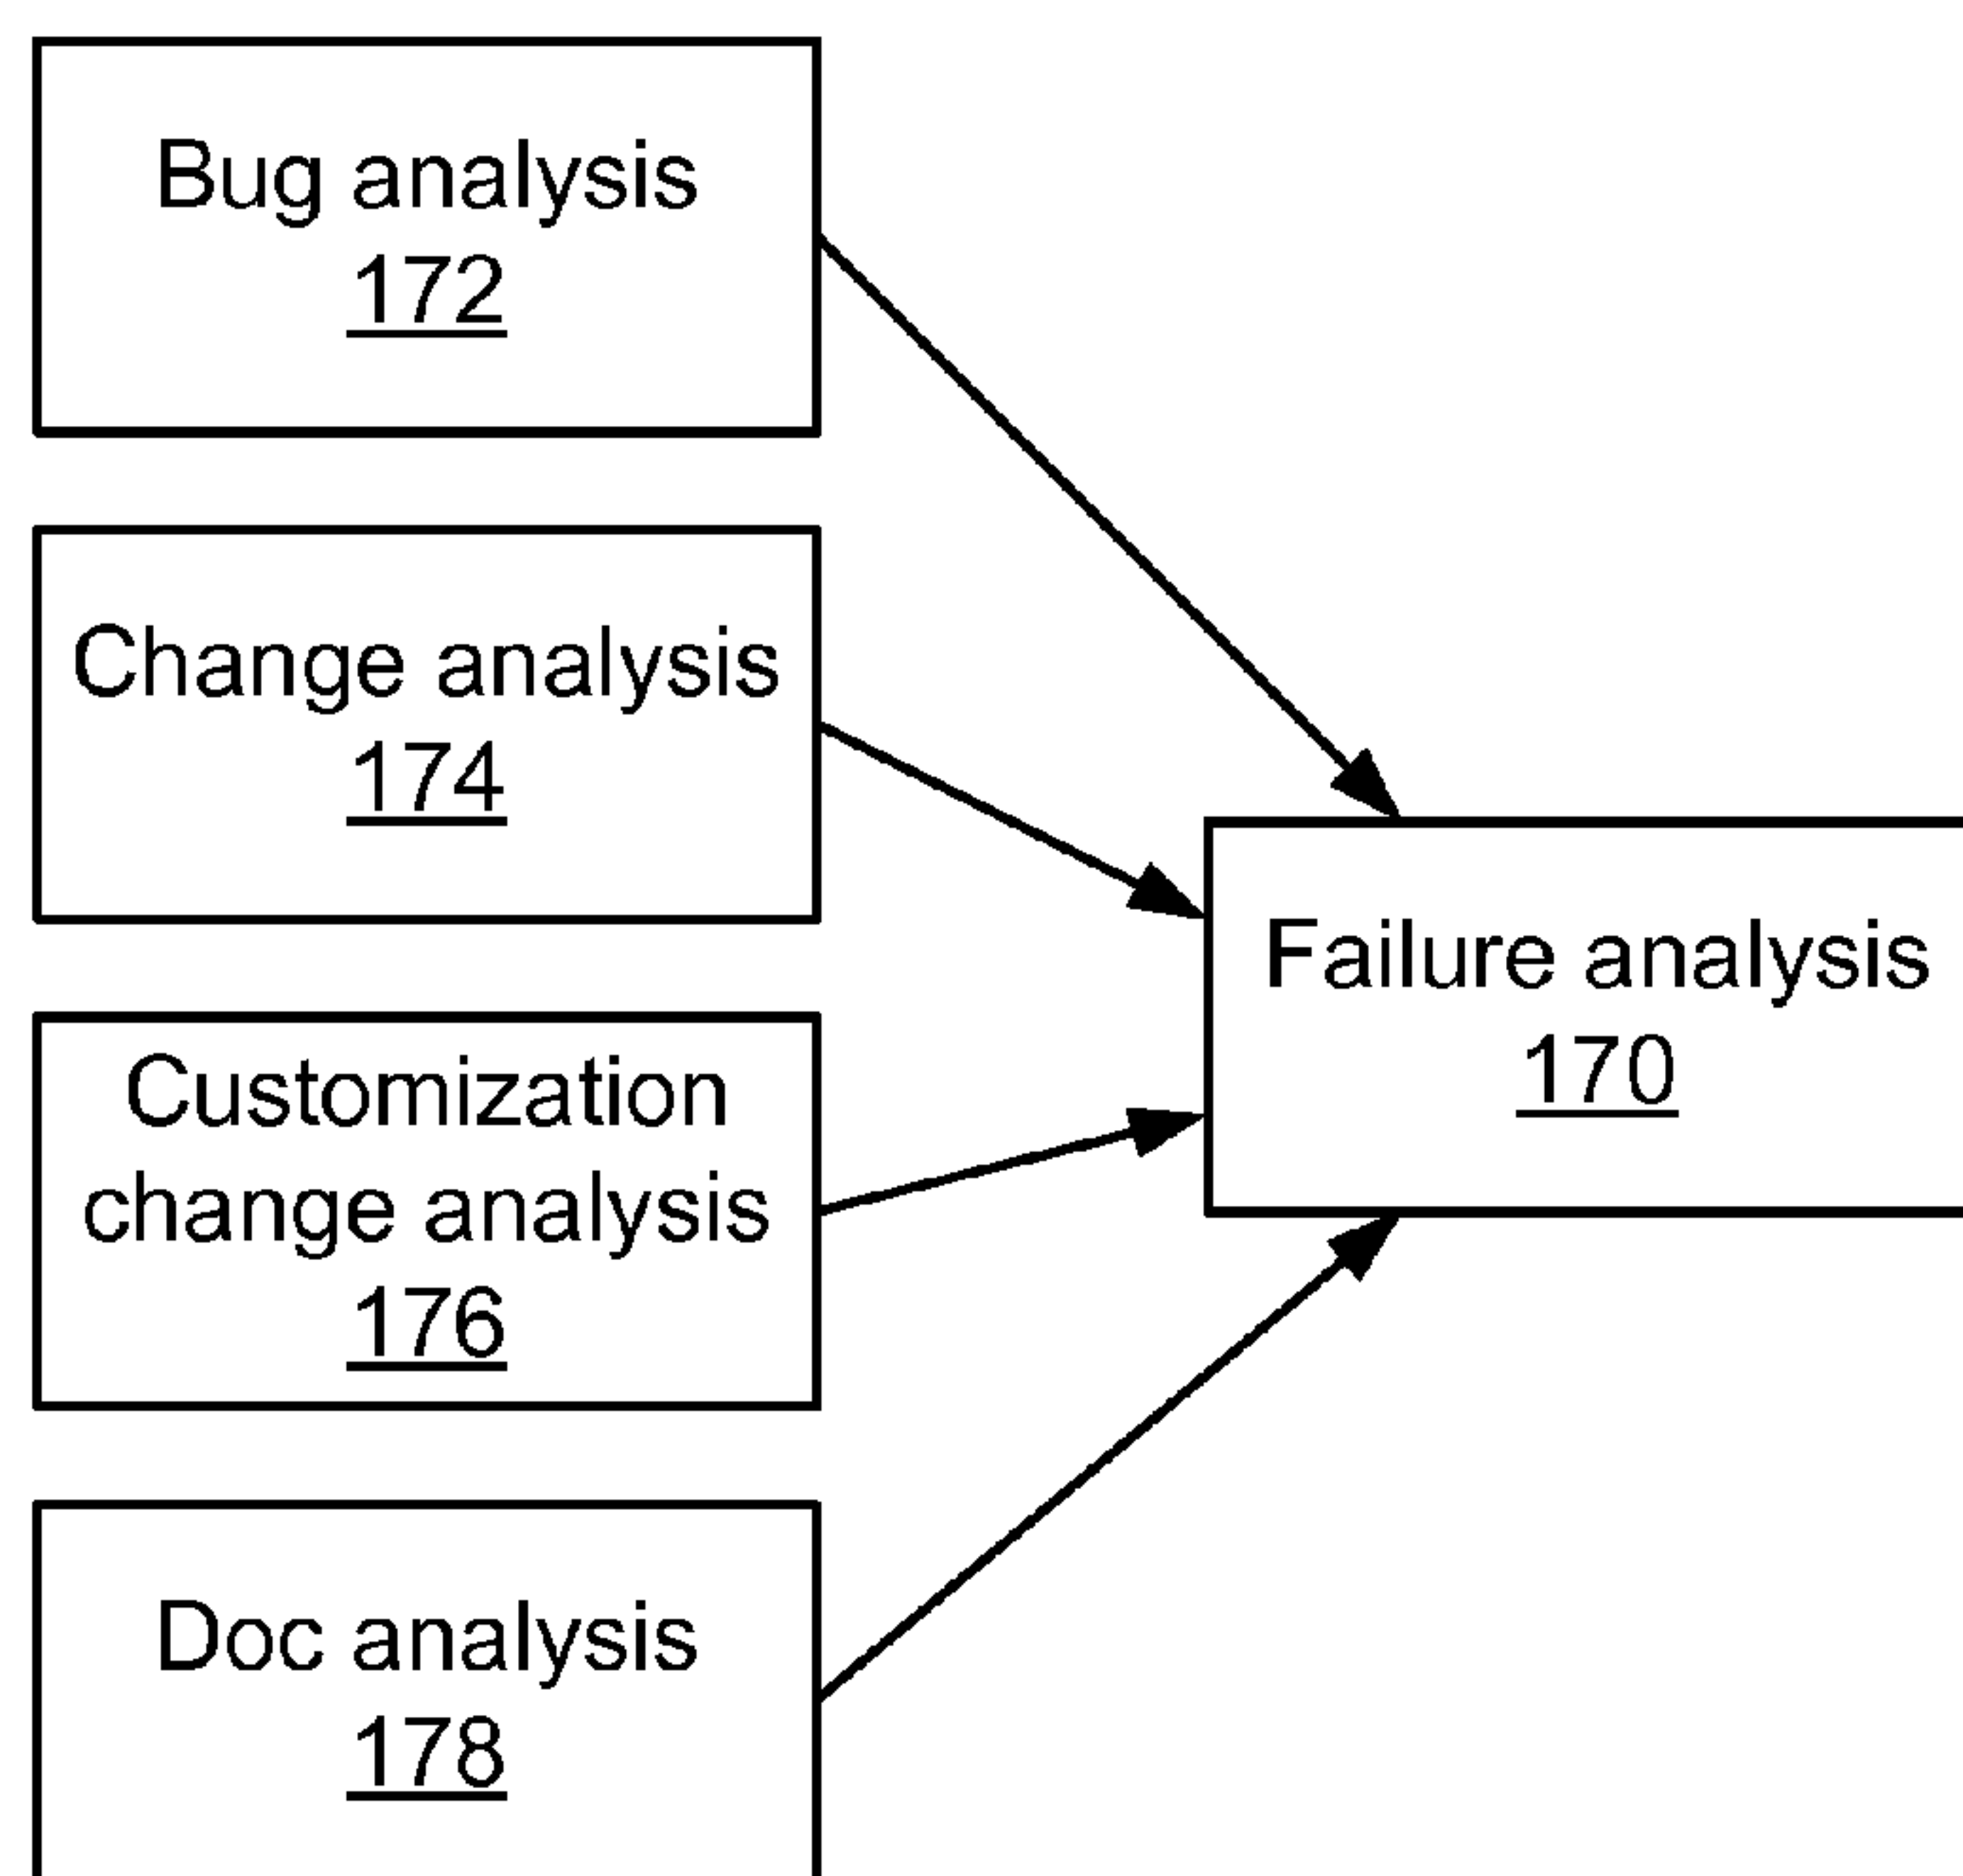 Bug analysis
172
Change analysis
174
Customization
change analysis
176
Doc analysis
178
Failure analysis
170